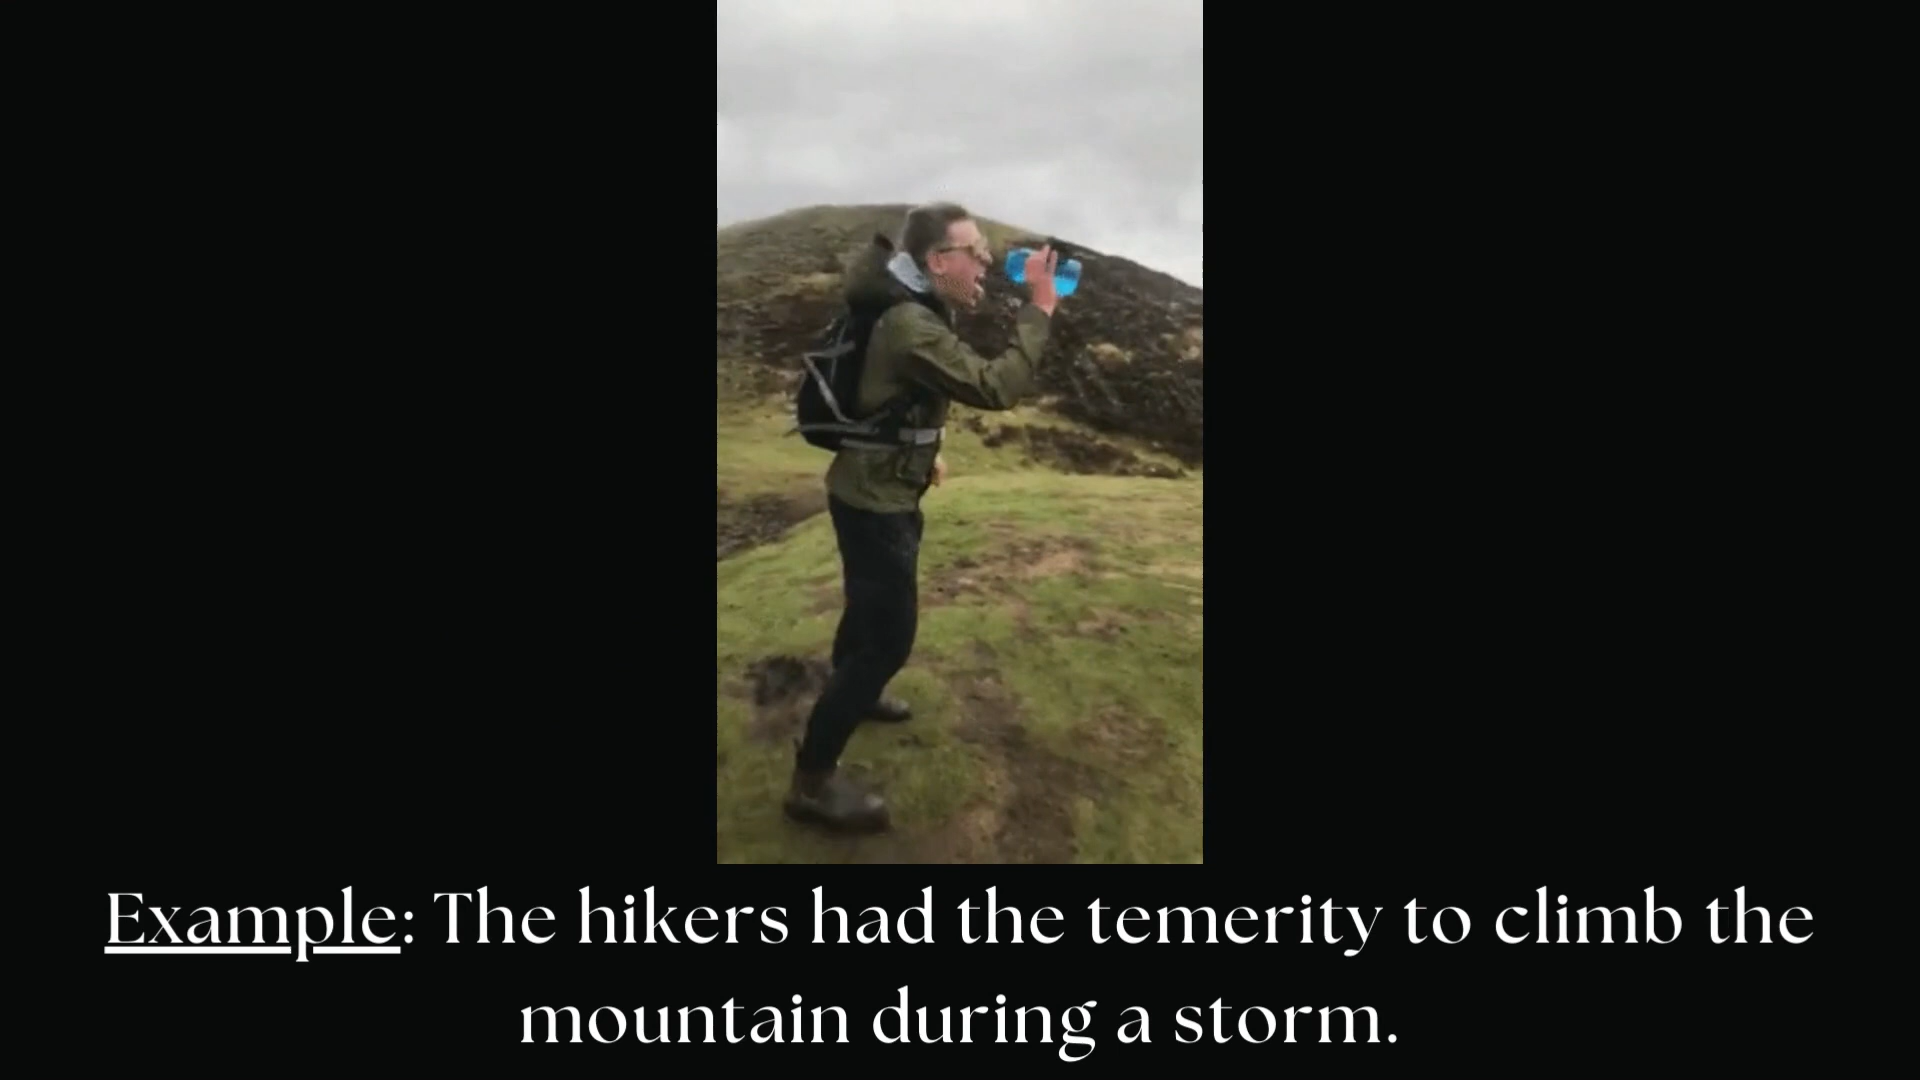 Example: The hikers had the temerity to climb the
mountain during a storm.